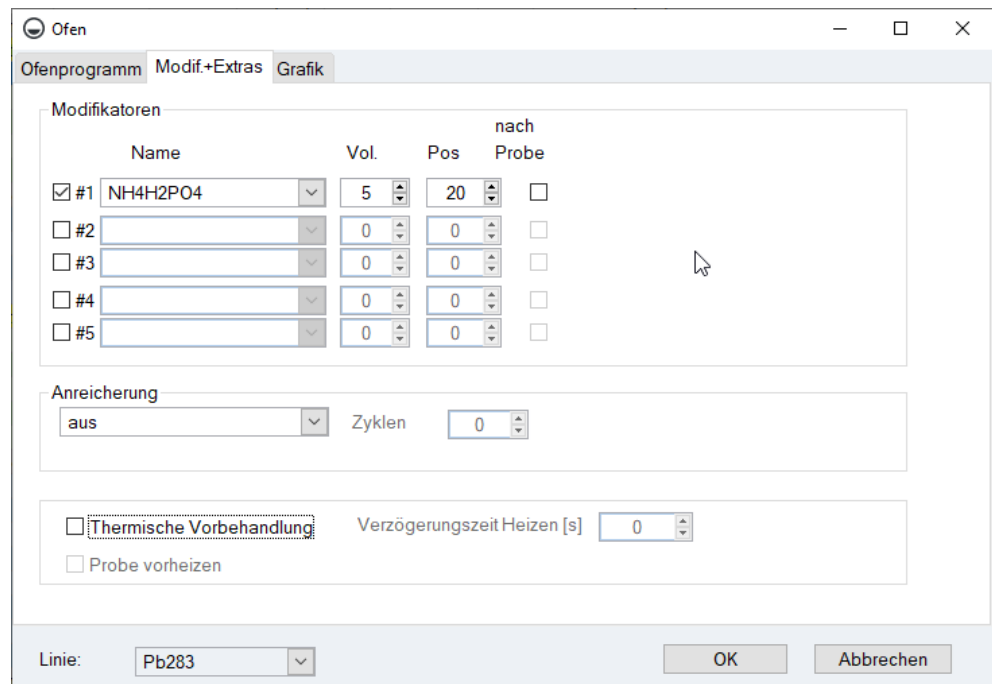 Ofen
Ofenprogramm Modif.+Extras Grafik
Modifikatoren
nach
Name Vol. Pos Probe
#1 NH4H2PO4 5 20
#2 0 0
#3 0 0
#4 0 0
#5 0 0
Anreicherung
aus Zyklen 0
Thermische Vorbehandlung Verzögerungszeit Heizen [s] 0
Probe vorheizen
Linie: Pb283 OK Abbrechen